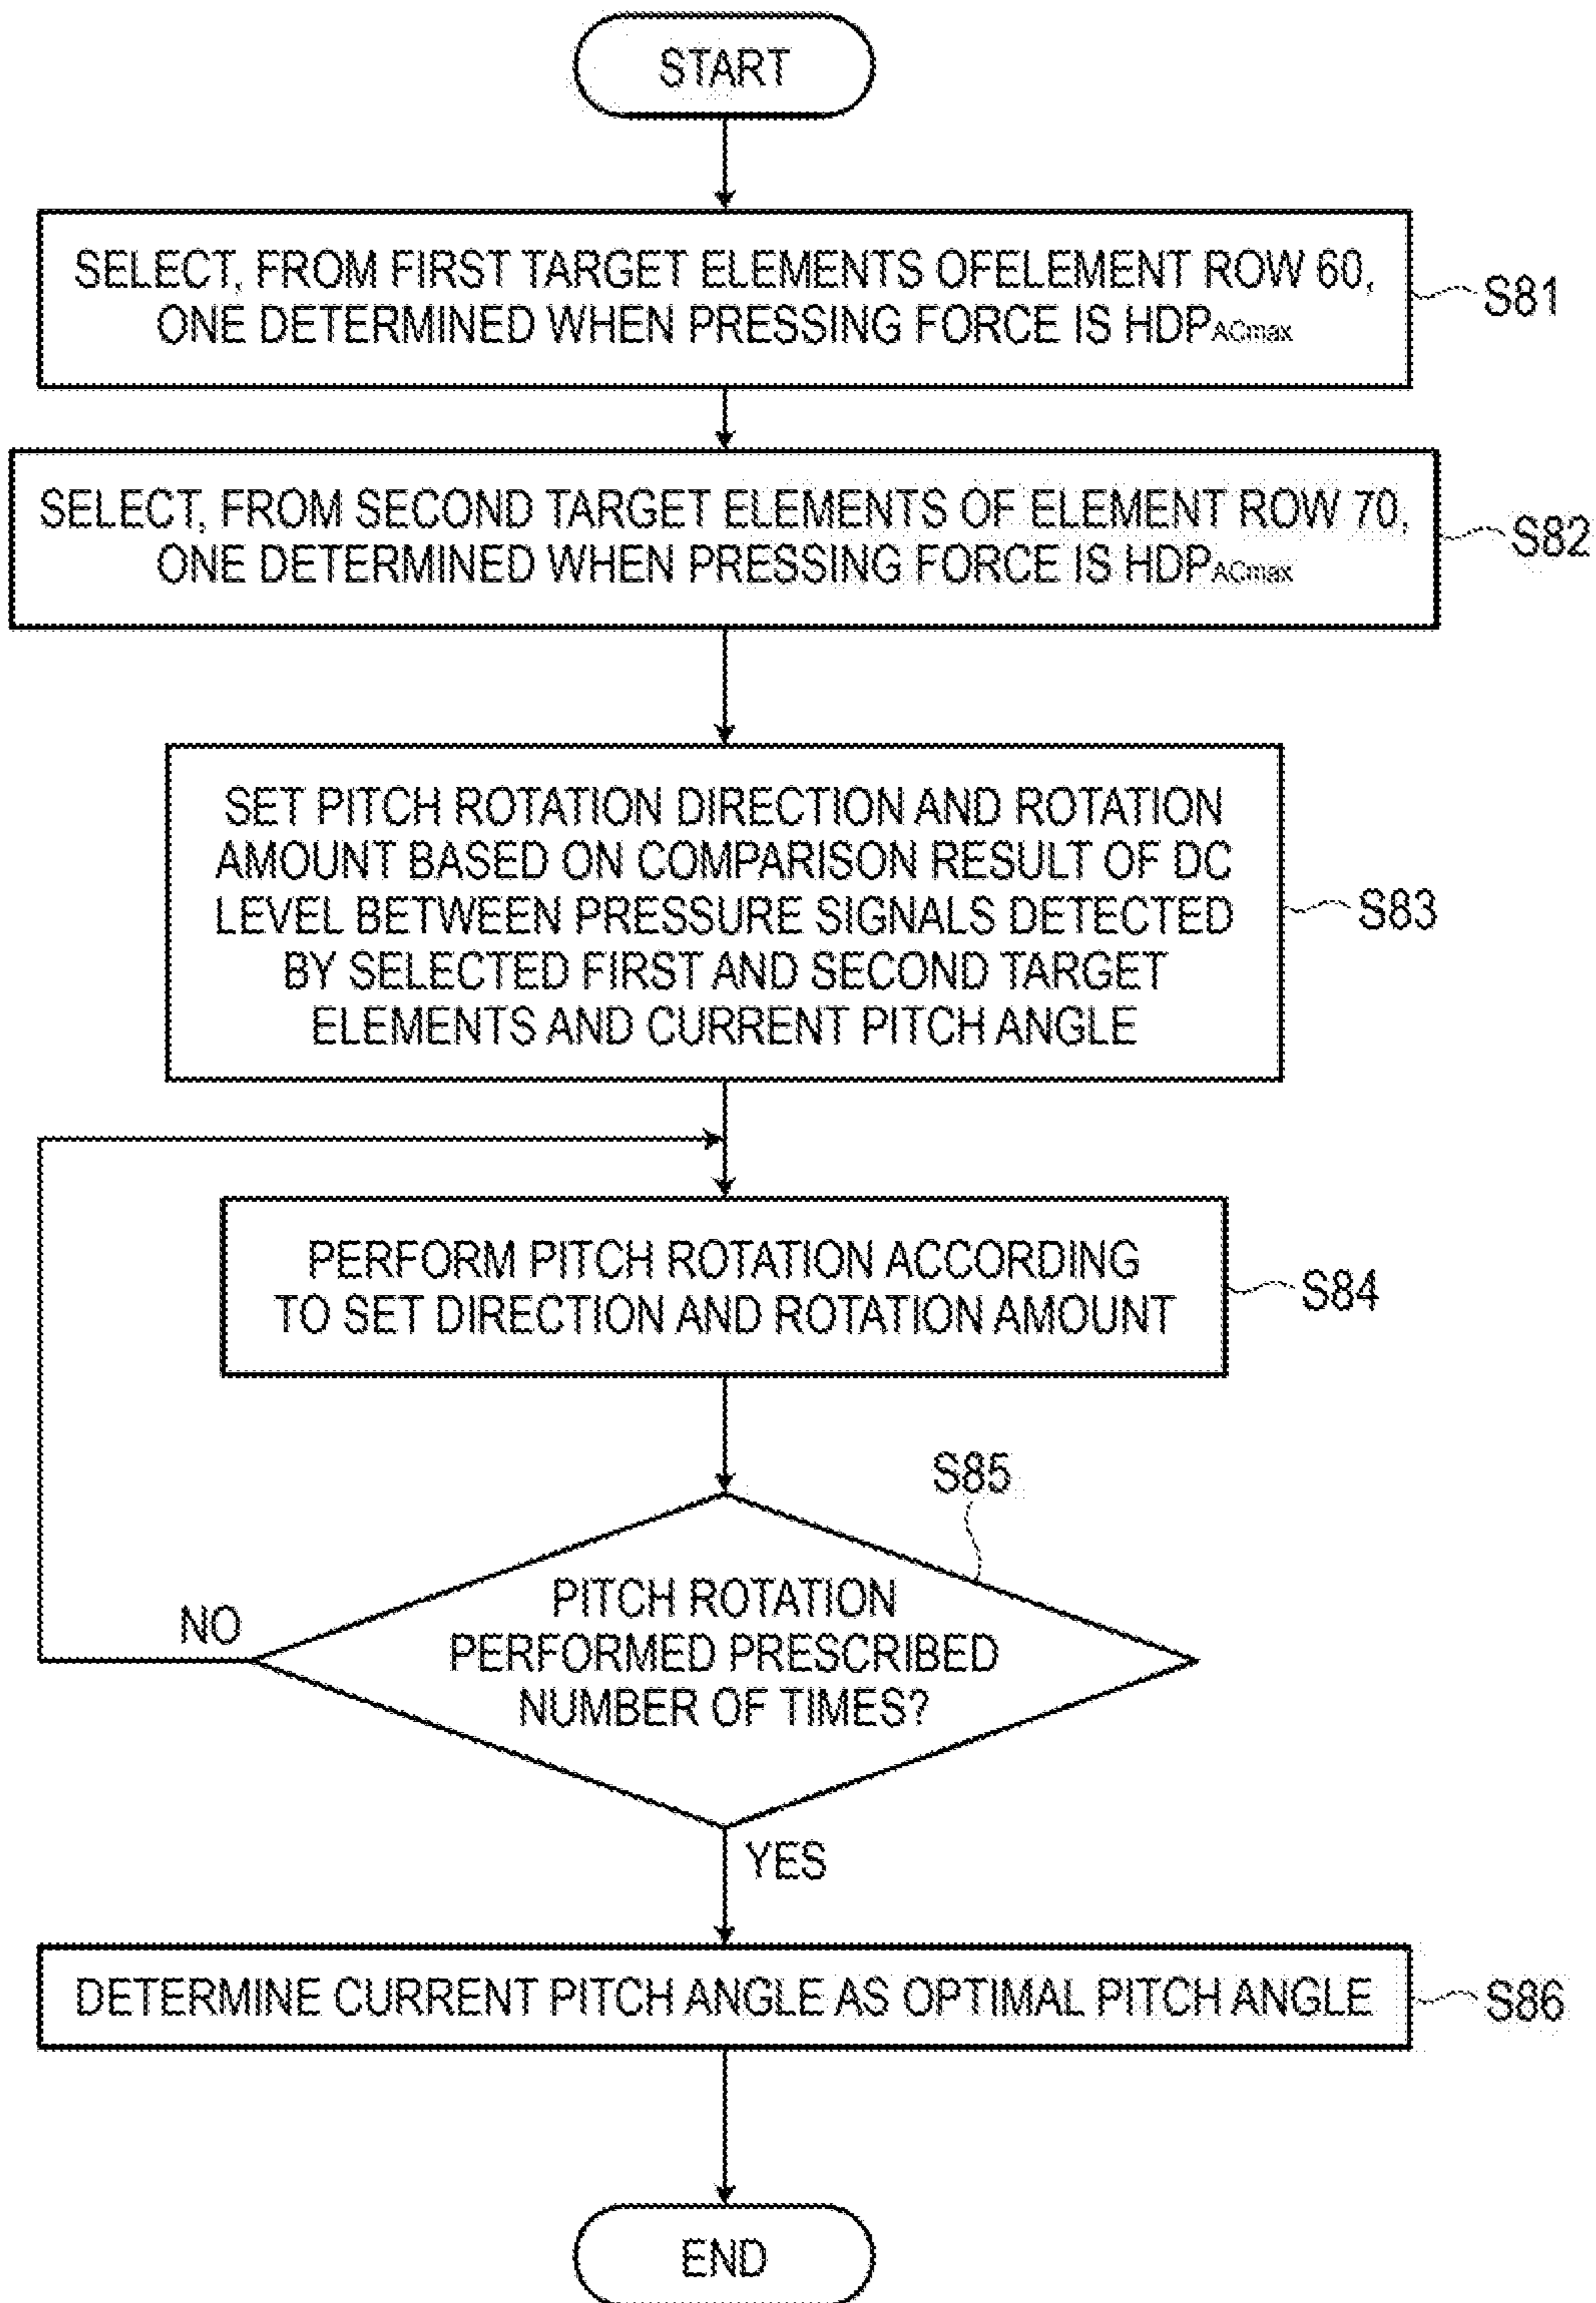 START
SELECT, FROM FIRST TARGET ELEMENTS OFELEMENT ROW 60,
ONE DETERMINED WHEN PRESSING FORCE IS HDPACmax
S81
SELECT, FROM SECOND TARGET ELEMENTS OF ELEMENT ROW 70,
ONE DETERMINED WHEN PRESSING FORCE IS HDPACmax
S82
SET PITCH ROTATION DIRECTION AND ROTATION
AMOUNT BASED ON COMPARISON RESULT OF DC
LEVEL BETWEEN PRESSURE SIGNALS DETECTED
BY SELECTED FIRST AND SECOND TARGET
ELEMENTS AND CURRENT PITCH ANGLE
S83
PERFORM PITCH ROTATION ACCORDING
TO SET DIRECTION AND ROTATION AMOUNT
S84
S85
PITCH ROTATION
PERFORMED PRESCRIBED
NUMBER OF TIMES?
NO
YES
DETERMINE CURRENT PITCH ANGLE AS OPTIMAL PITCH ANGLE
S86
END